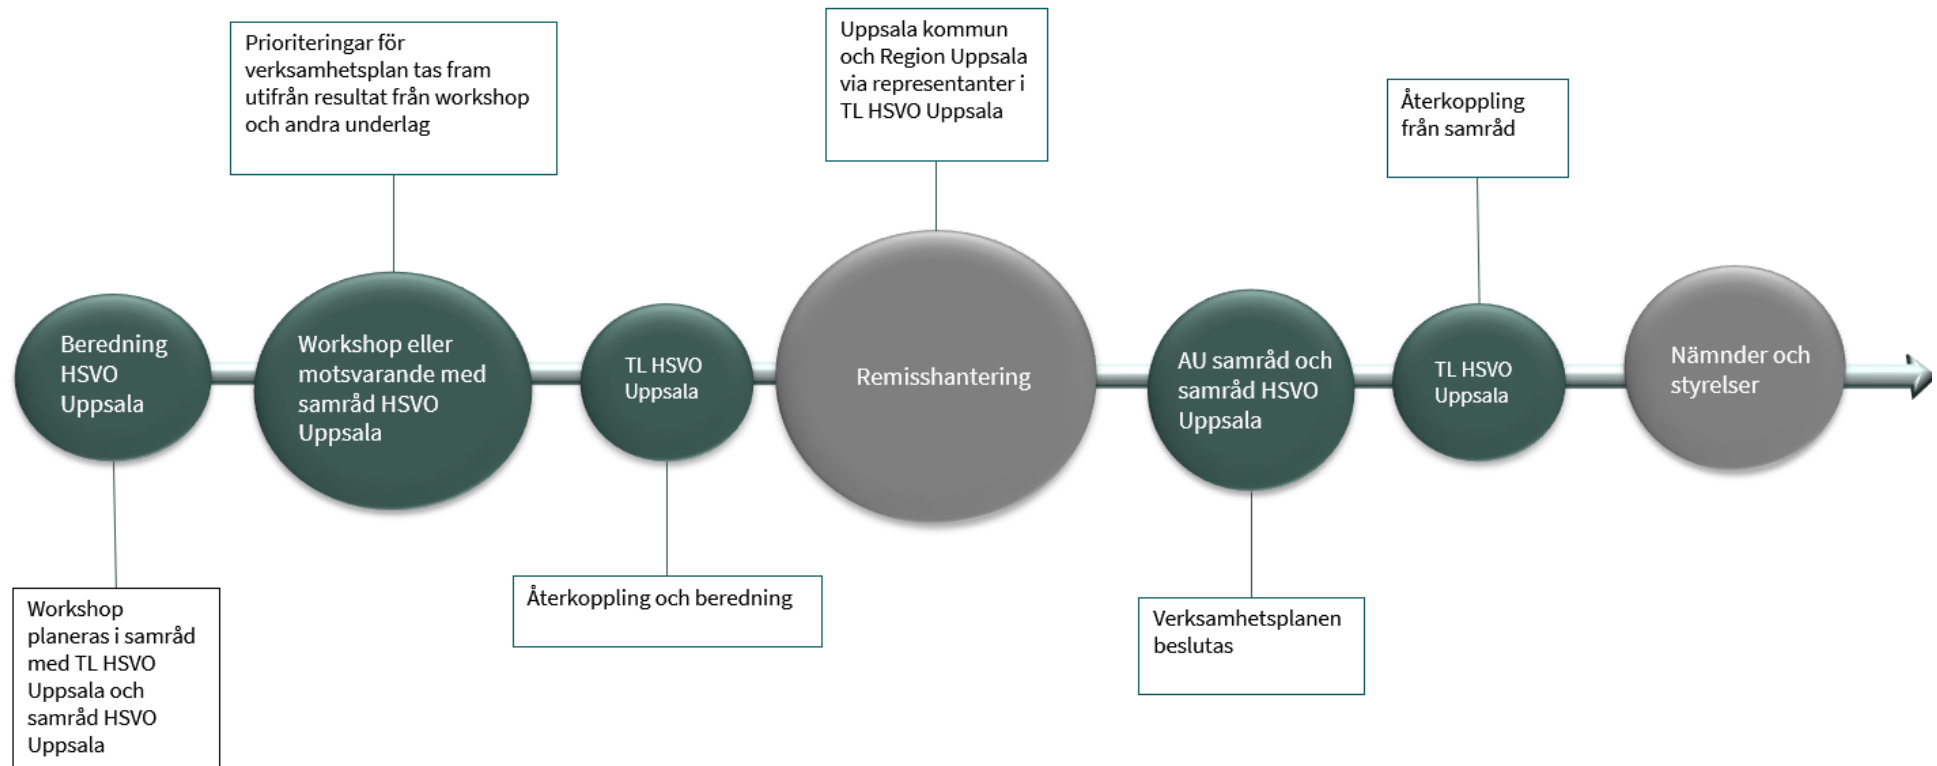 Prioriteringar för
verksamhetsplan tas fram
utifrån resultat från workshop
och andra underlag
Uppsala kommun
och Region Uppsala
via representanter i
TL HSVO Uppsala
Återkoppling
från samråd
Beredning
HSVO
Uppsala
Workshop eller
motsvarande med
samråd HSVO
Uppsala
TL HSVO
Uppsala
Remisshantering
AU samråd och
samråd HSVO
Uppsala
TL HSVO
Uppsala
Nämnder och
styrelser
Workshop
planeras i samråd
med TL HSVO
Uppsala och
samråd HSVO
Uppsala
Återkoppling och beredning
Verksamhetsplanen
beslutas